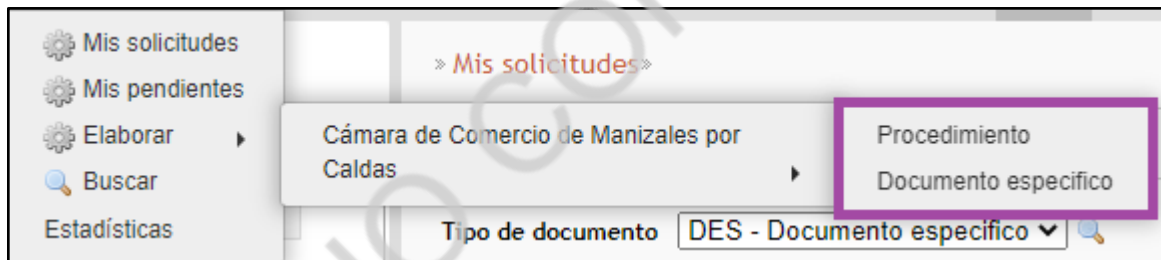 Mis solicitudes
Mis pendientes
Elaborar
Buscar
Estadísticas
» Mis solicitudes»
Cámara de Comercio de Manizales por
Caldas
Procedimiento
Documento especifico
Tipo de documento DES - Documento especifico